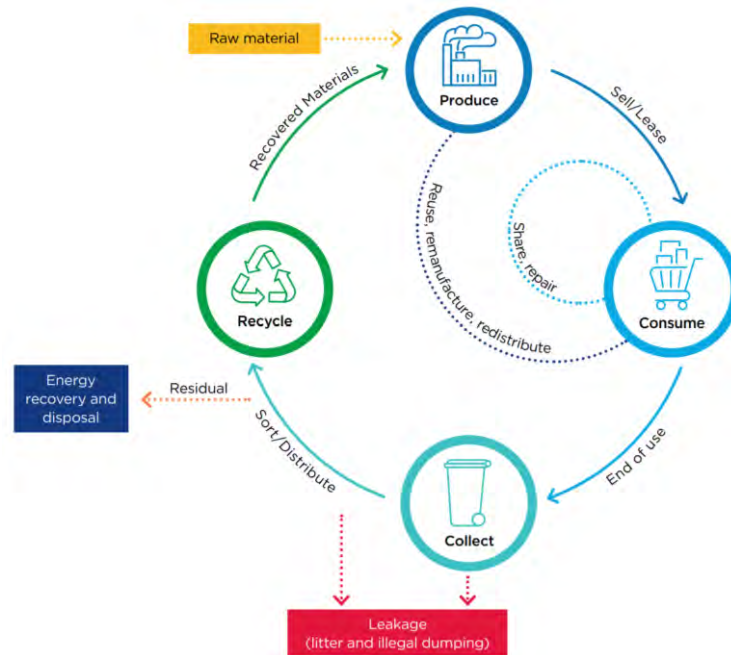 Raw material
Produce
Recovered Materials
Sell/Lease
Reuse, remanufacture, redistribute
Share, repair
Recycle
Consume
Energy
recovery and
disposal
Residual
Sort/Distribute
End of use
Collect
Leakage
(litter and illegal dumping)